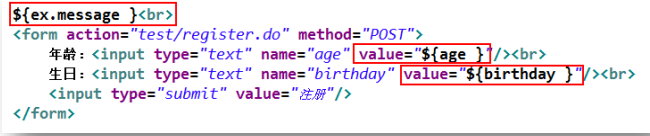 ${ex.message }<br>
<form action="test/register.do" method="POST">
年龄：<input type="text" name="age" value="${age }"/><br>
生日：<input type="text" name="birthday" value="${birthday }"/><br>
<input type="submit" value="注册"/>
</form>